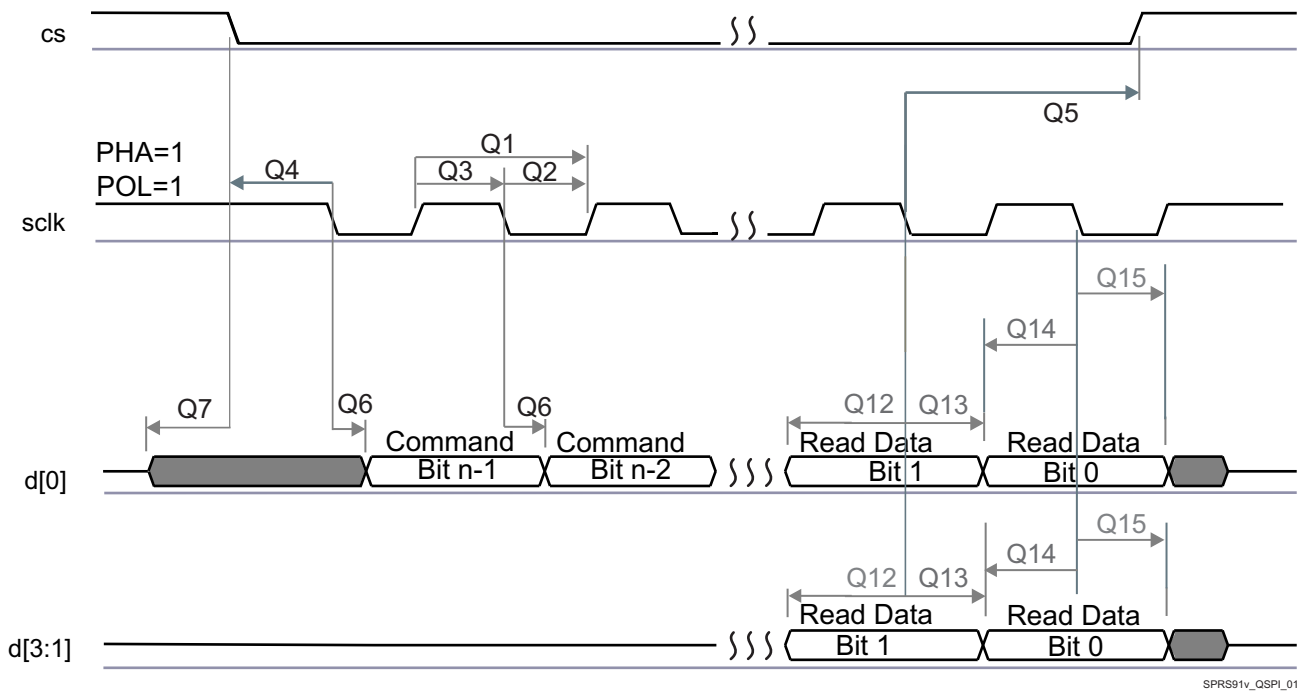 cs
Q5
PHA=1
POL=1
Q1
Q4
Q3
Q2
sclk
Q15
Q14
Q7
Q6
Q6
Q12
Q13
Command
Command
Read Data
Read Data
d[0]
Bit n-1
Bit n-2
Bit 1
Bit 0
Q15
Q14
Q12
Q13
Read Data
Read Data
d[3:1]
Bit 1
Bit 0
SPRS91v_QSPI_01